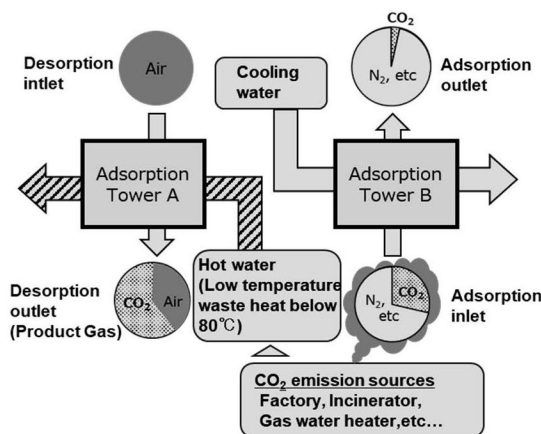 Desorption
intlet
Air
Cooling
water
CO₂
N₂, etc
Adsorption
outlet
Adsorption
Tower A
Adsorption
Tower B
Desorption
outlet
(Product Gas)
CO₂
Air
Hot water
(Low temperature
waste heat below
80℃)
N₂,
etc
CO₂
Adsorption
inlet
CO₂ emission sources
Factory, Incinerator,
Gas water heater,etc…